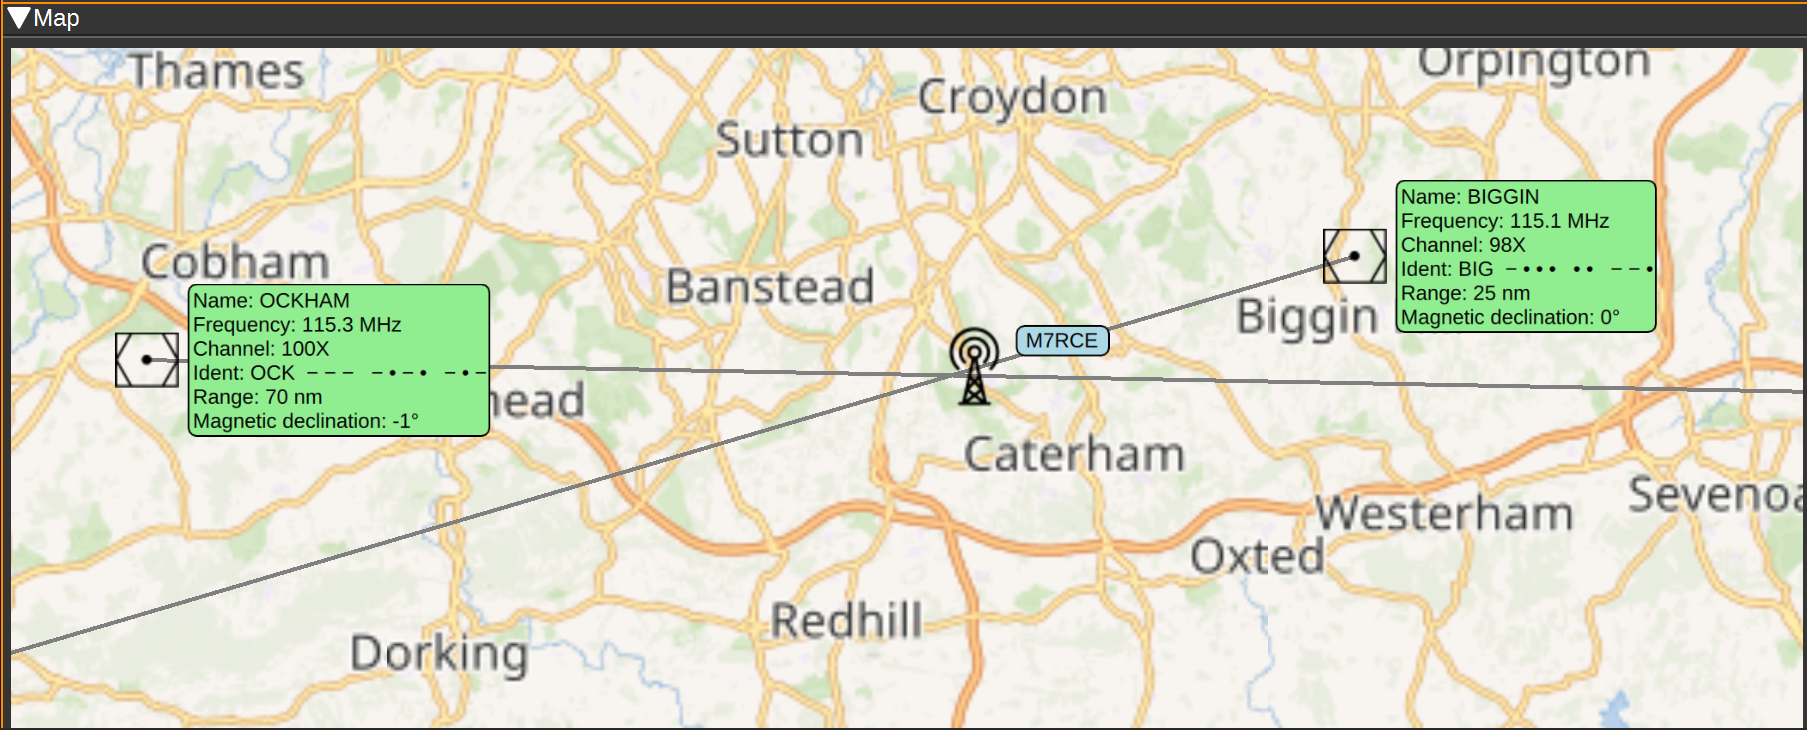 Map
Thames
Orpington
Croydon
Sutton
Name: BIGGIN
Frequency: 115.1 MHz
Channel: 98X
Ident: BIG −••• •• −−•
Range: 25 nm
Magnetic declination: 0°
Cobham
Banstead
Biggin
Name: OCKHAM
Frequency: 115.3 MHz
Channel: 100X
Ident: OCK −−− −•−• −•−
Range: 70 nm
Magnetic declination: -1°
M7RCE
head
Caterham
Westerham
Sevenoa
Oxted
Redhill
Dorking